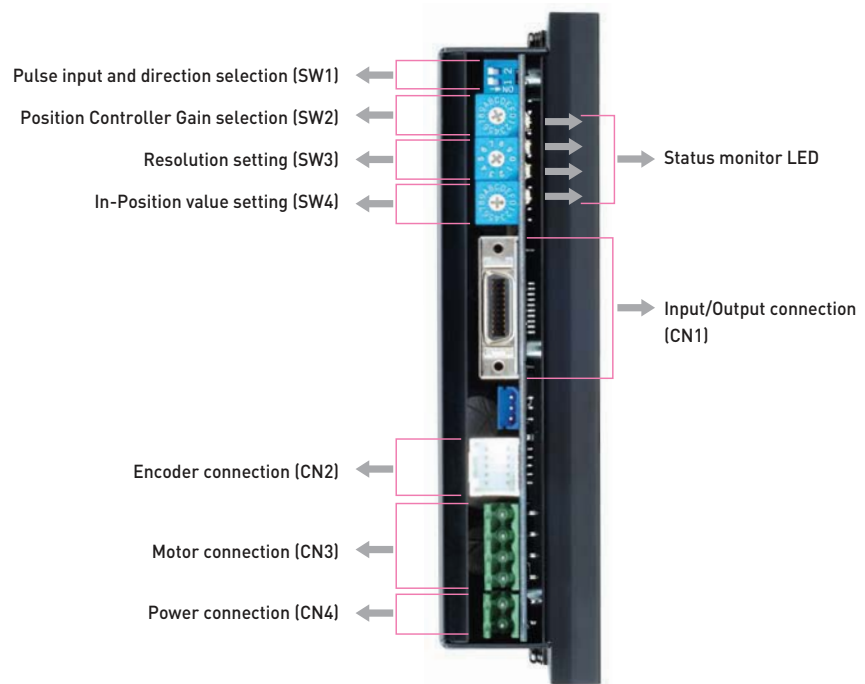 Pulse input and direction selection (SW1)
Position Controller Gain selection (SW2)
Resolution setting (SW3)
In-Position value setting (SW4)
Status monitor LED
Input/Output connection
(CN1)
Encoder connection (CN2)
Motor connection (CN3)
Power connection (CN4)